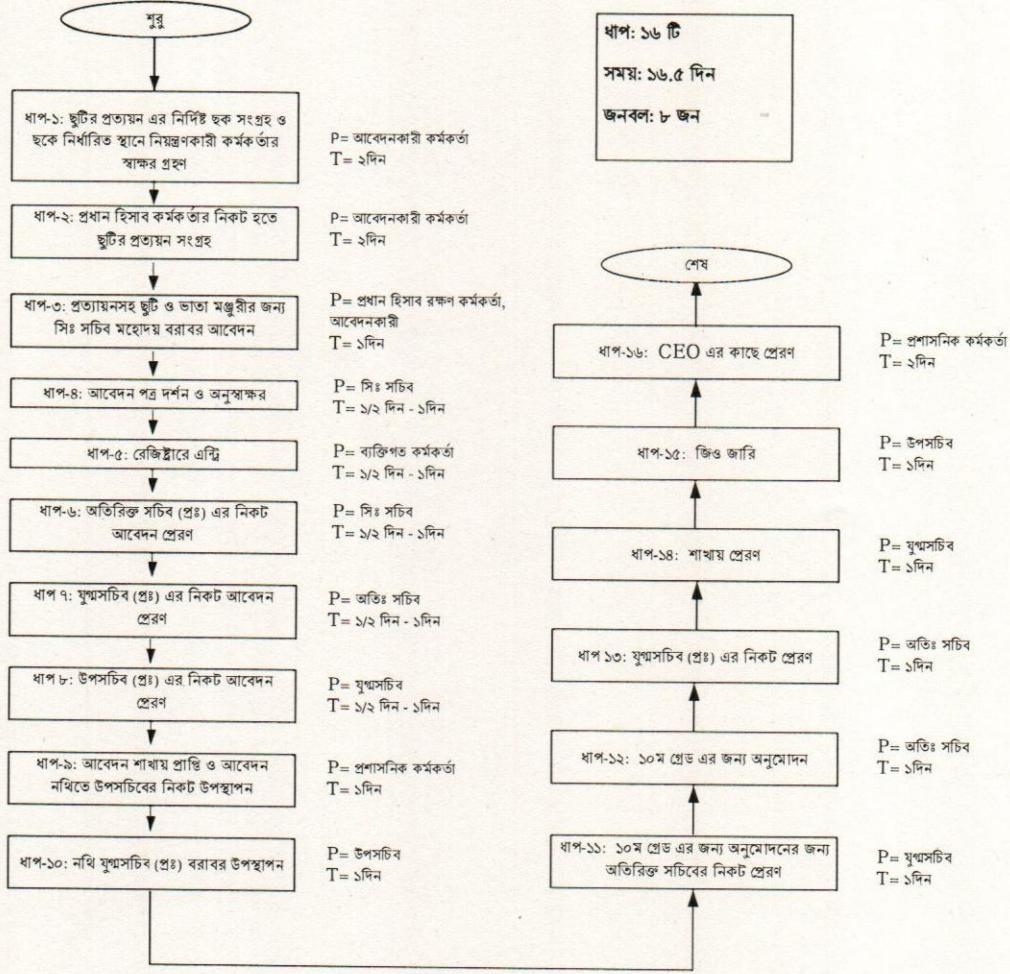 শুরু
ধাপ: ১৬ টি
সময়: ১৬.৫ দিন
জনবল: ৮ জন
ধাপ-১: ছুটির প্রত্যয়ন এর নির্দিষ্ট ছক সংগ্রহ ও
ছকে নির্ধারিত স্থানে নিয়ন্ত্রণকারী কর্মকর্তার
স্বাক্ষর গ্রহণ
P= আবেদনকারী কর্মকর্তা
T= ২দিন
ধাপ-২: প্রধান হিসাব কর্মকর্তার নিকট হতে
ছুটির প্রত্যয়ন সংগ্রহ
P= আবেদনকারী কর্মকর্তা
T= ২দিন
ধাপ-৩: প্রত্যায়নসহ ছুটি ও ভাতা মঞ্জুরীর জন্য
সিঃ সচিব মহোদয় বরাবর আবেদন
P= প্রধান হিসাব রক্ষণ কর্মকর্তা,
আবেদনকারী
T= ১দিন
ধাপ-৪: আবেদন পত্র দর্শন ও অনুস্বাক্ষর
P= সিঃ সচিব
T= ১/২ দিন - ১দিন
ধাপ-৫: রেজিষ্টারে এন্ট্রি
P= ব্যক্তিগত কর্মকর্তা
T= ১/২ দিন - ১দিন
ধাপ-৬: অতিরিক্ত সচিব (প্রঃ) এর নিকট
আবেদন প্রেরণ
P= সিঃ সচিব
T= ১/২ দিন - ১দিন
ধাপ ৭: যুগ্মসচিব (প্রঃ) এর নিকট আবেদন
প্রেরণ
P= অতিঃ সচিব
T= ১/২ দিন - ১দিন
ধাপ ৮: উপসচিব (প্রঃ) এর নিকট আবেদন
প্রেরণ
P= যুগ্মসচিব
T= ১/২ দিন - ১দিন
ধাপ-৯: আবেদন শাখায় প্রাপ্তি ও আবেদন
নথিতে উপসচিবের নিকট উপস্থাপন
P= প্রশাসনিক কর্মকর্তা
T= ১দিন
ধাপ-১০: নথি যুগ্মসচিব (প্রঃ) বরাবর উপস্থাপন
P= উপসচিব
T= ১দিন
ধাপ-১১: ১০ম গ্রেড এর জন্য অনুমোদনের জন্য
অতিরিক্ত সচিবের নিকট প্রেরণ
P= যুগ্মসচিব
T= ১দিন
ধাপ-১২: ১০ম গ্রেড এর জন্য অনুমোদন
P= অতিঃ সচিব
T= ১দিন
ধাপ ১৩: যুগ্মসচিব (প্রঃ) এর নিকট প্রেরণ
P= অতিঃ সচিব
T= ১দিন
ধাপ-১৪: শাখায় প্রেরণ
P= যুগ্মসচিব
T= ১দিন
ধাপ-১৫: জিও জারি
P= উপসচিব
T= ১দিন
ধাপ-১৬: CEO এর কাছে প্রেরণ
P= প্রশাসনিক কর্মকর্তা
T= ২দিন
শেষ